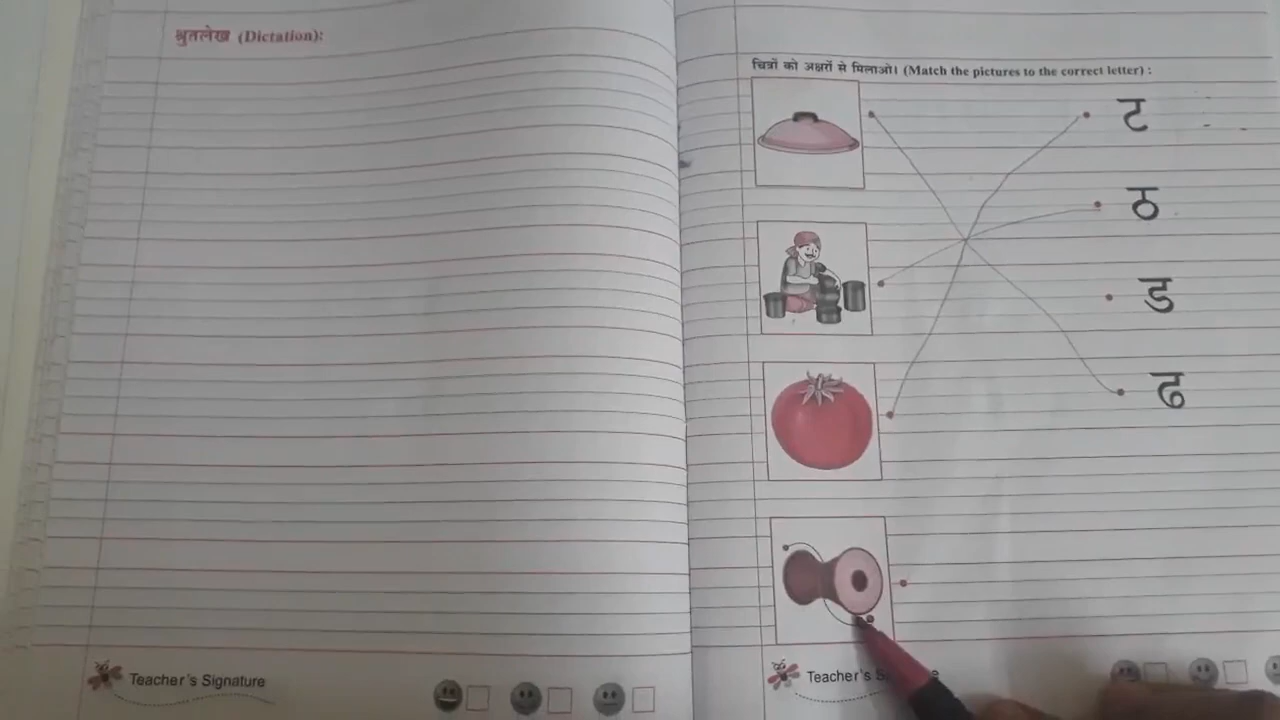 श्रुतलेख (Dictation):
Teacher's Signature
चित्रों को अक्षरों से मिलाओ। (Match the pictures to the correct letter) :
ट
ठ
ड
ढ
Teacher's